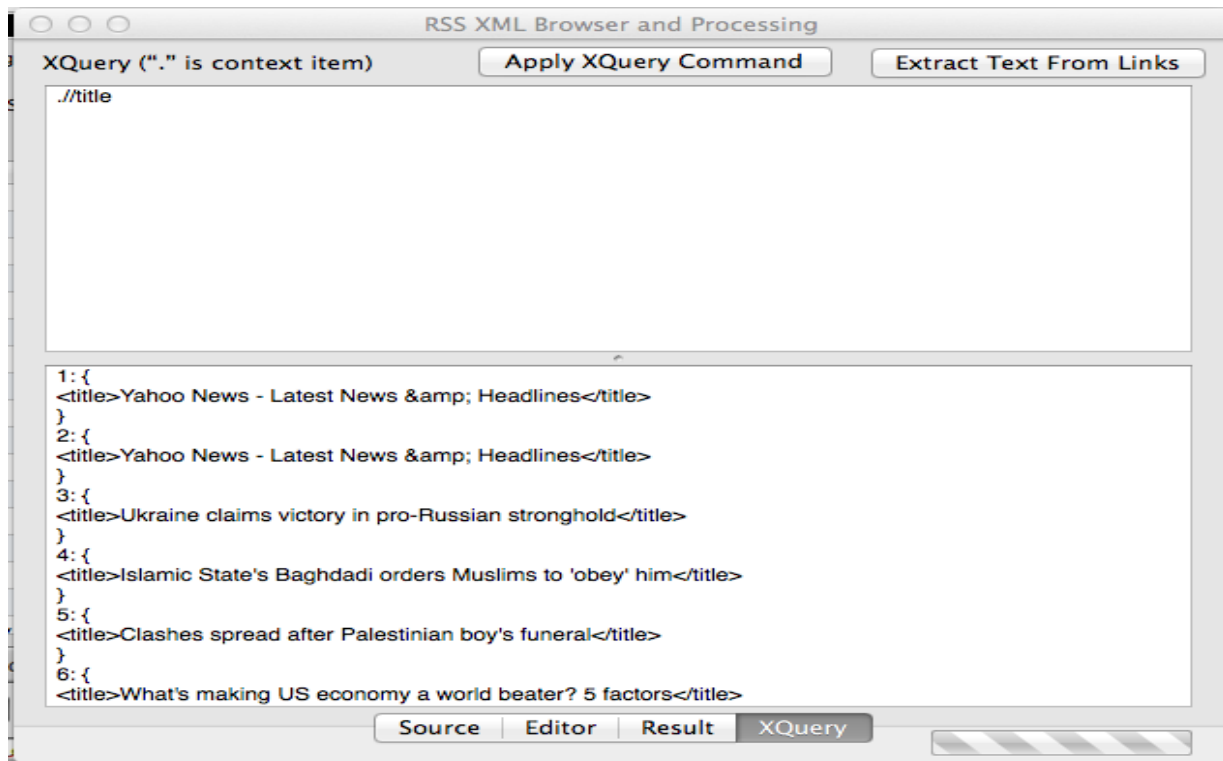 RSS XML Browser and Processing
XQuery (“.” is context item) Apply XQuery Command Extract Text From Links
.//title
1: {
<title>Yahoo News - Latest News &amp; Headlines</title>
}
2: {
<title>Yahoo News - Latest News &amp; Headlines</title>
}
3: {
<title>Ukraine claims victory in pro-Russian stronghold</title>
}
4: {
<title>Islamic State's Baghdadi orders Muslims to 'obey' him</title>
}
5: {
<title>Clashes spread after Palestinian boy's funeral</title>
}
6: {
<title>What's making US economy a world beater? 5 factors</title>
Source Editor Result XQuery